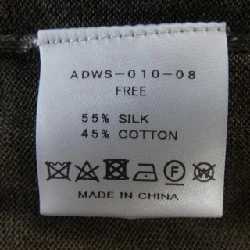 ADWS-010-08
FREE
55% SILK
45% COTTON
MADE IN CHINA